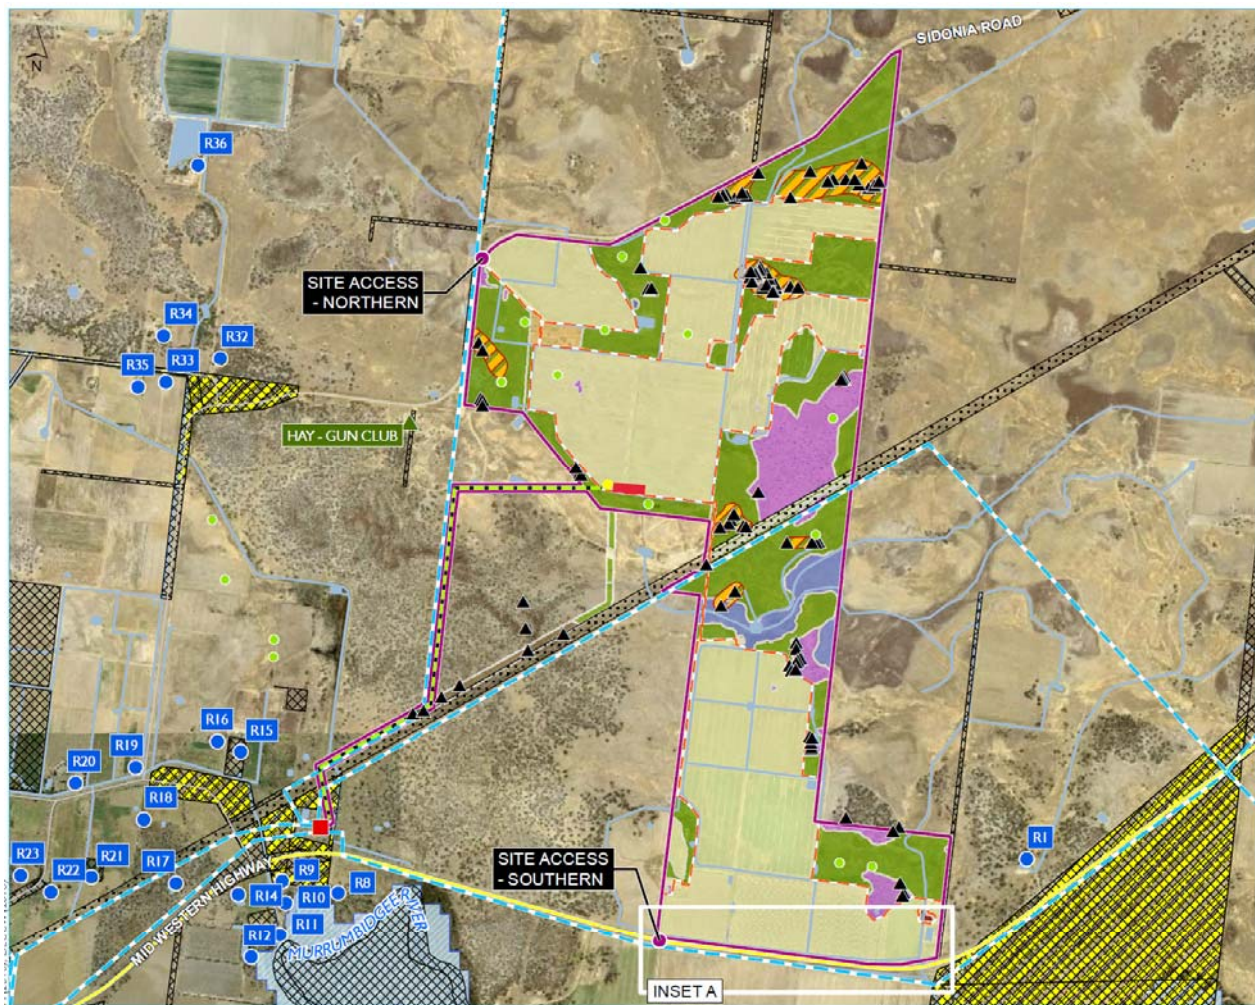 SIDONIA ROAD
N
R36
SITE ACCESS
- NORTHERN
R34
R32
R33
R35
HAY - GUN CLUB
R16
R15
R19
R20
R18
R23
R22
R21
R17
MID-WESTERN HIGHWAY
R9
R14
R10
R8
R11
R12
MURRUMBIDGEE RIVER
SITE ACCESS
- SOUTHERN
R1
INSET A